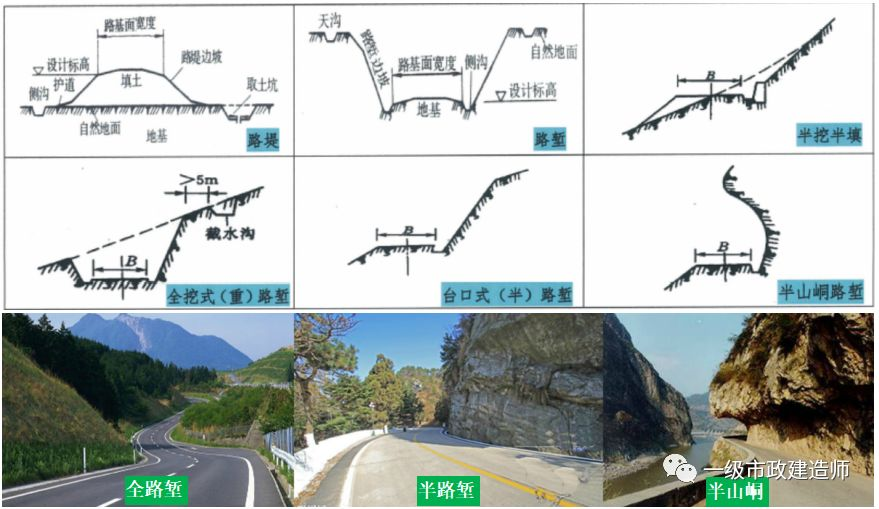 路基面宽度
设计标高
路堤边坡
护道
填土
取土坑
侧沟
自然地面
地基
路堤
天沟
路堑边坡
路基面宽度
侧沟
自然地面
设计标高
地基
路堑
B
半挖半填
>5m
截水沟
B
全挖式(重)路堑
B
台口式(半)路堑
B
半山峒路堑
全路堑
半路堑
半山峒
一级市政建造师